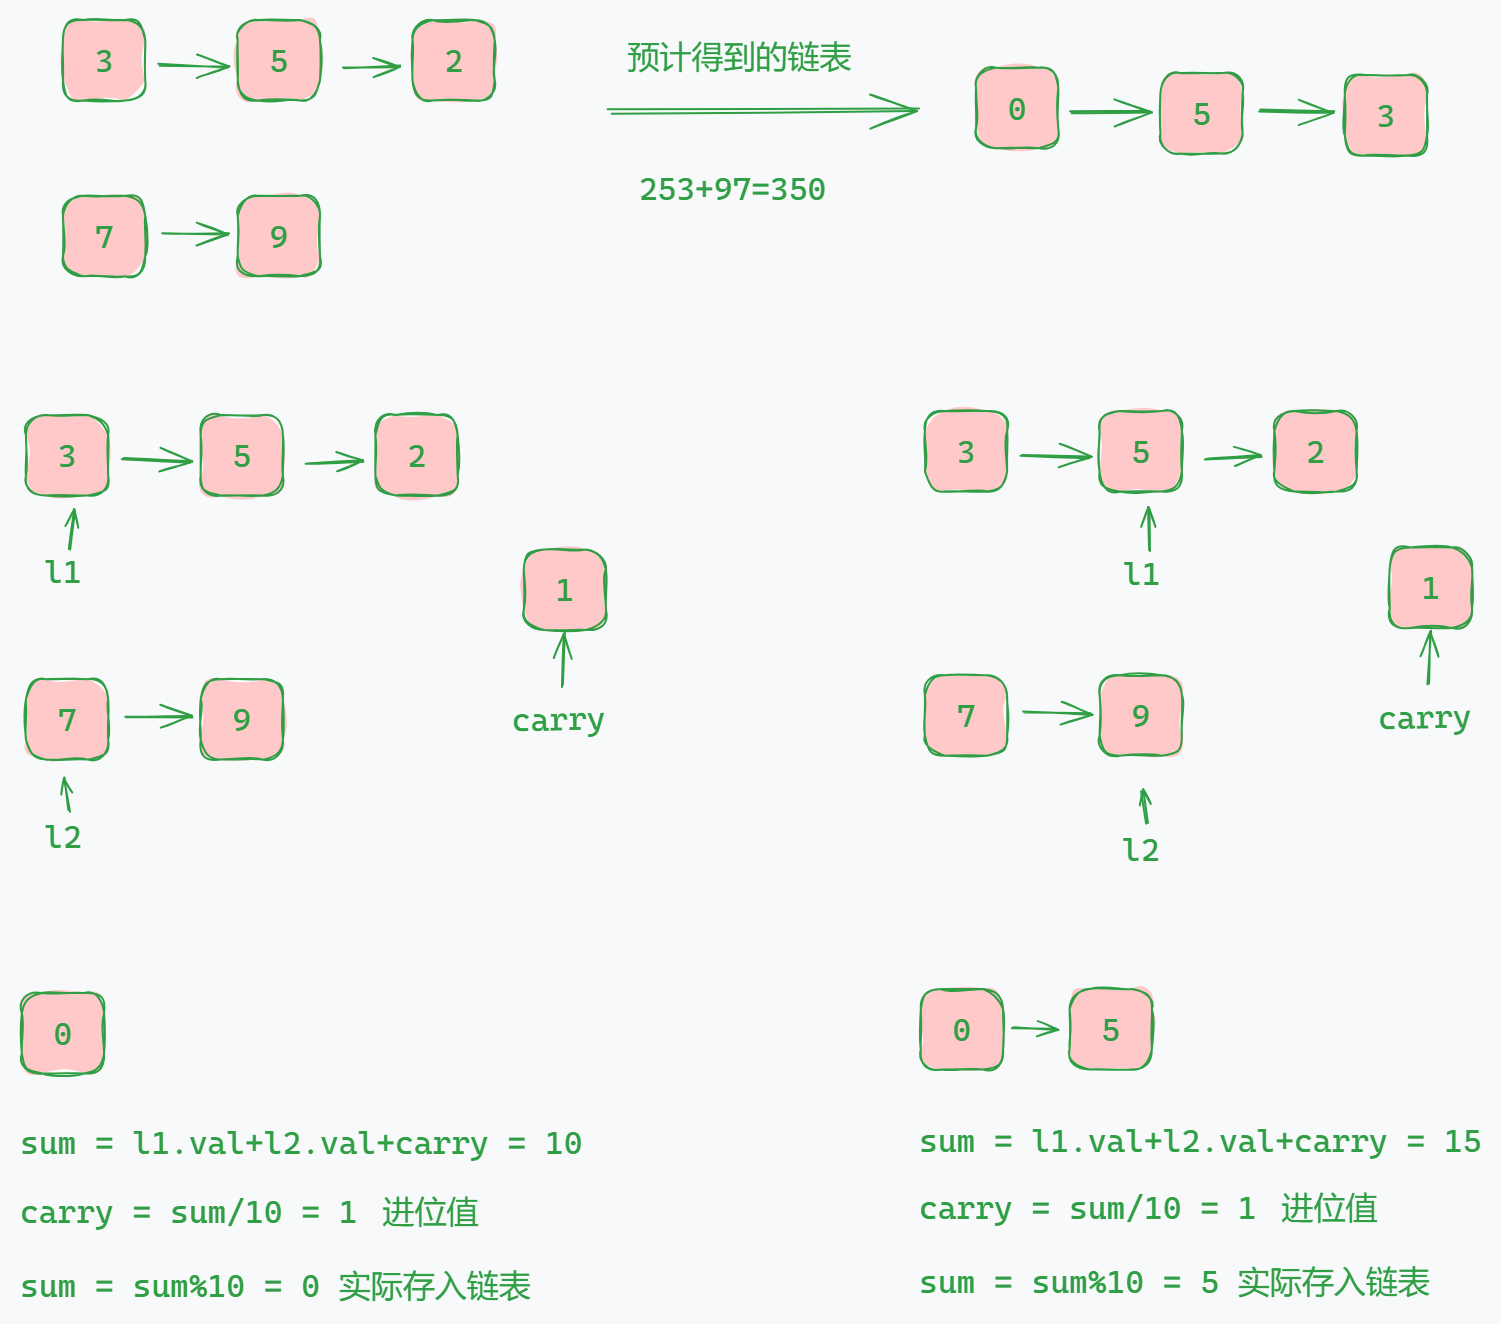 3 5 2
预计得到的链表
0 5 3
253+97=350
7 9
3 5 2
l1
1
carry
7 9
l2
0
sum = l1.val+l2.val+carry = 10
carry = sum/10 = 1 进位值
sum = sum%10 = 0 实际存入链表
3 5 2
l1
1
carry
7 9
l2
0 5
sum = l1.val+l2.val+carry = 15
carry = sum/10 = 1 进位值
sum = sum%10 = 5 实际存入链表